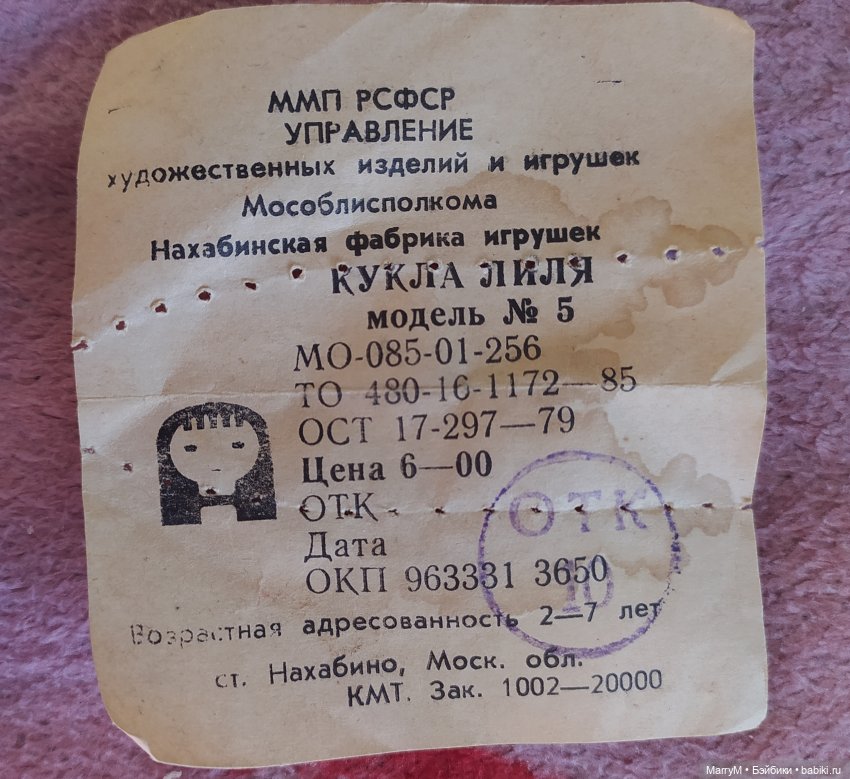 ММП РСФСР
УПРАВЛЕНИЕ
художественных изделий и игрушек
Мособлисполкома
Нахабинская фабрика игрушек
КУКЛА ЛИЛЯ
модель № 5
МО-085-01-256
ТО 480-16-1172—85
ОСТ 17-297—79
Цена 6—00
ОТК
Дата
ОКП 963331 3650
ОТК
10
Возрастная адресованность 2—7 лет
ст. Нахабино, Моск. обл.
КМТ. Зак. 1002—20000
MarryM • Бэйбики • babiki.ru